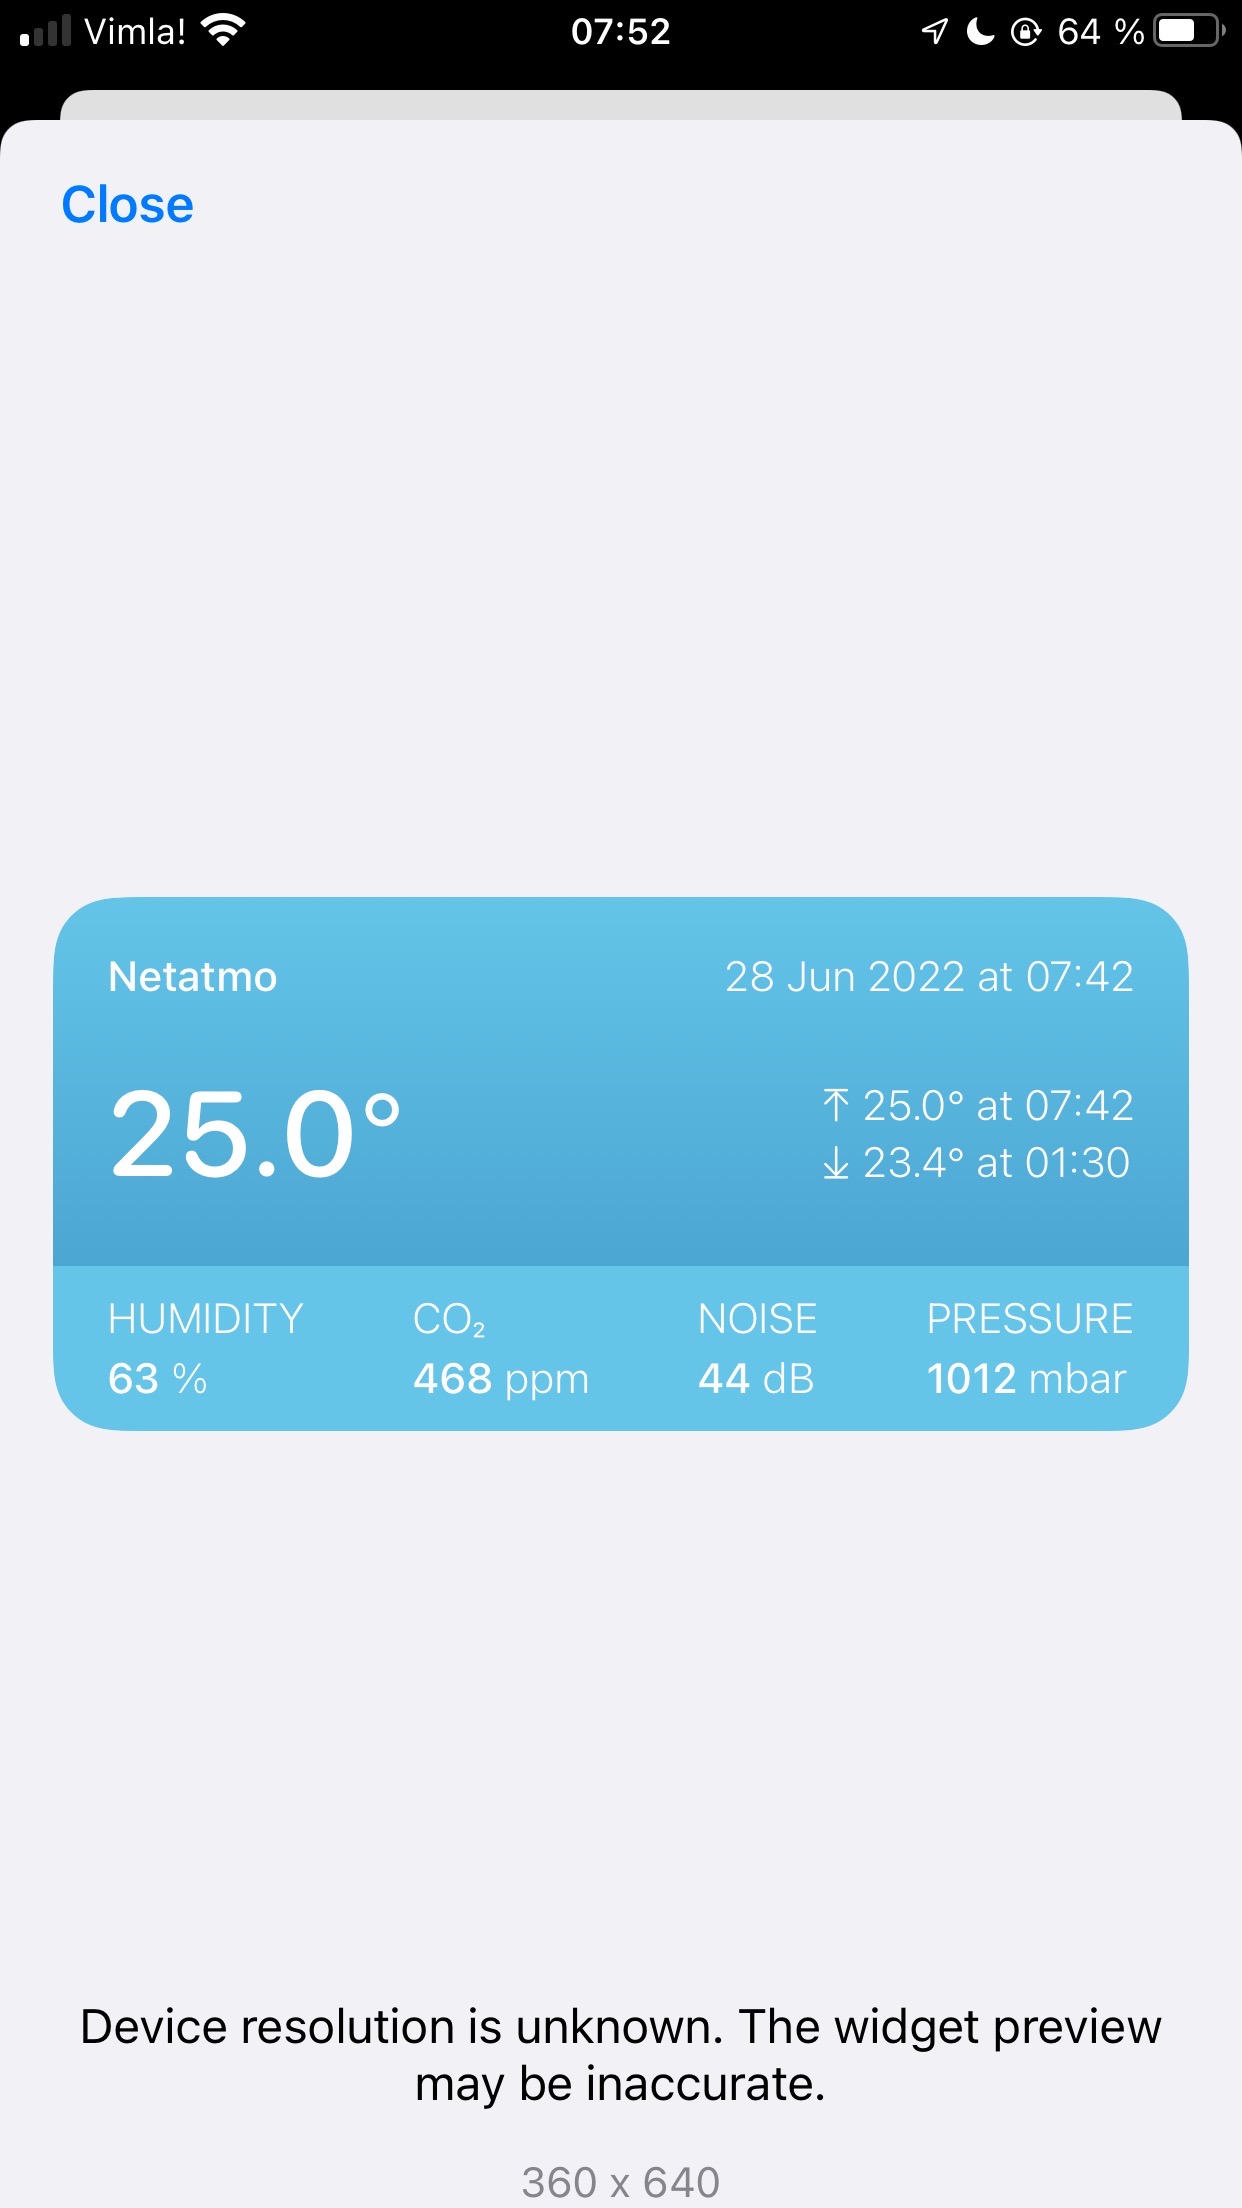 Vimla! 07:52 64 %
Close
Netatmo 28 Jun 2022 at 07:42
25.0° 25.0° at 07:42
23.4° at 01:30
HUMIDITY CO₂ NOISE PRESSURE
63 % 468 ppm 44 dB 1012 mbar
Device resolution is unknown. The widget preview
may be inaccurate.
360 x 640